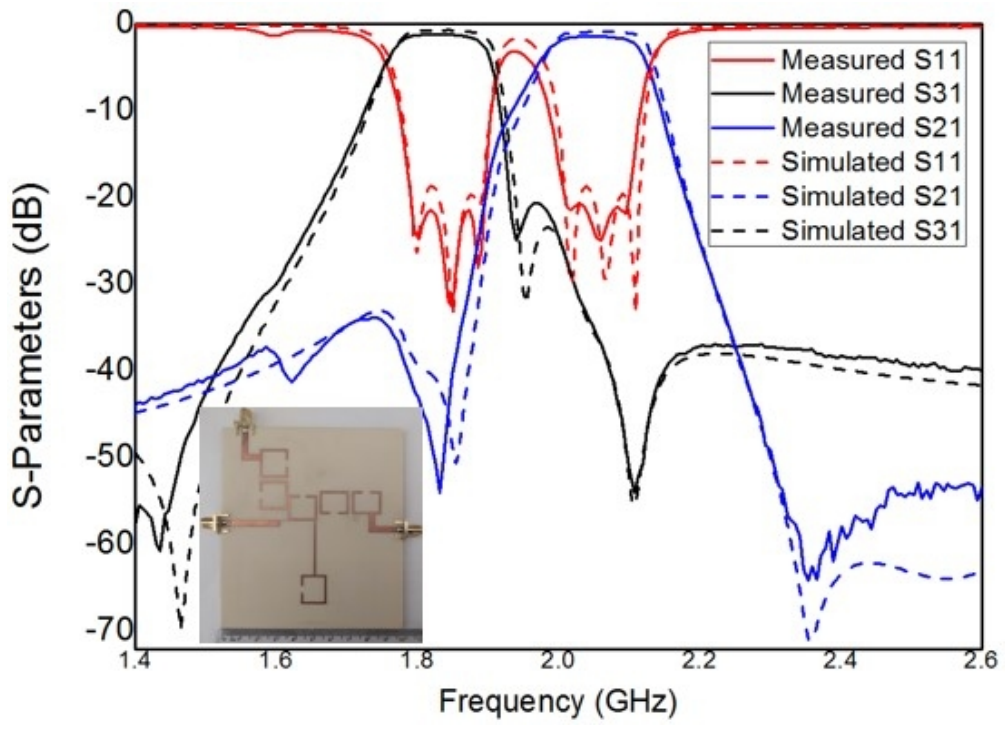 0
-10
-20
-30
-40
-50
-60
-70
S-Parameters (dB)
Measured S11
Measured S31
Measured S21
Simulated S11
Simulated S21
Simulated S31
1.4 1.6 1.8 2.0 2.2 2.4 2.6
Frequency (GHz)